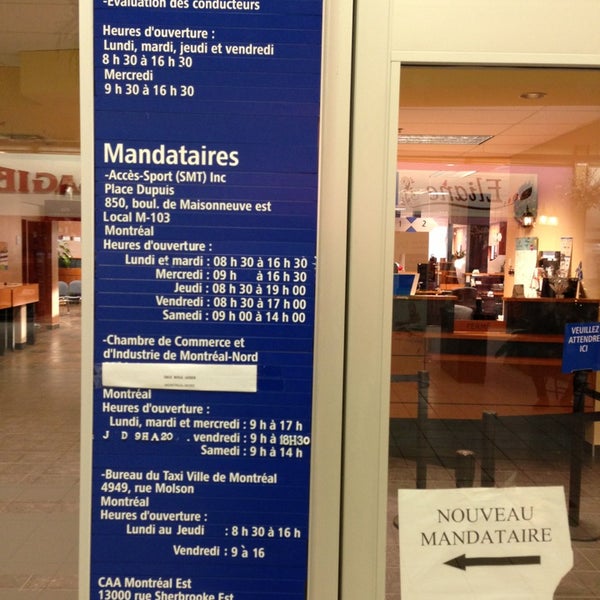 -Évaluation des conducteurs
Heures d'ouverture :
Lundi, mardi, jeudi et vendredi
8 h 30 à 16 h 30
Mercredi
9 h 30 à 16 h 30
Mandataires
-Accès-Sport (SMT) Inc
Place Dupuis
850, boul. de Maisonneuve est
Local M-103
Montréal
Heures d'ouverture :
Lundi et mardi : 08 h 30 à 16 h 30
Mercredi : 09 h à 16 h 30
Jeudi : 08 h 30 à 19 h 00
Vendredi : 08 h 30 à 17 h 00
Samedi : 09 h 00 à 14 h 00
-Chambre de Commerce et
d'Industrie de Montréal-Nord
Montréal
Heures d'ouverture :
Lundi, mardi et mercredi : 9 h à 17 h
J D 9HA20 . vendredi : 9 h à 18H30
Samedi : 9 h à 14 h
-Bureau du Taxi Ville de Montréal
4949, rue Molson
Montréal
Heures d'ouverture :
Lundi au Jeudi : 8 h 30 à 16 h
Vendredi : 9 à 16
CAA Montréal Est
13000 rue Sherbrooke Est
AGIE
Eliane
VEUILLEZ
ATTENDRE
ICI
NOUVEAU
MANDATAIRE